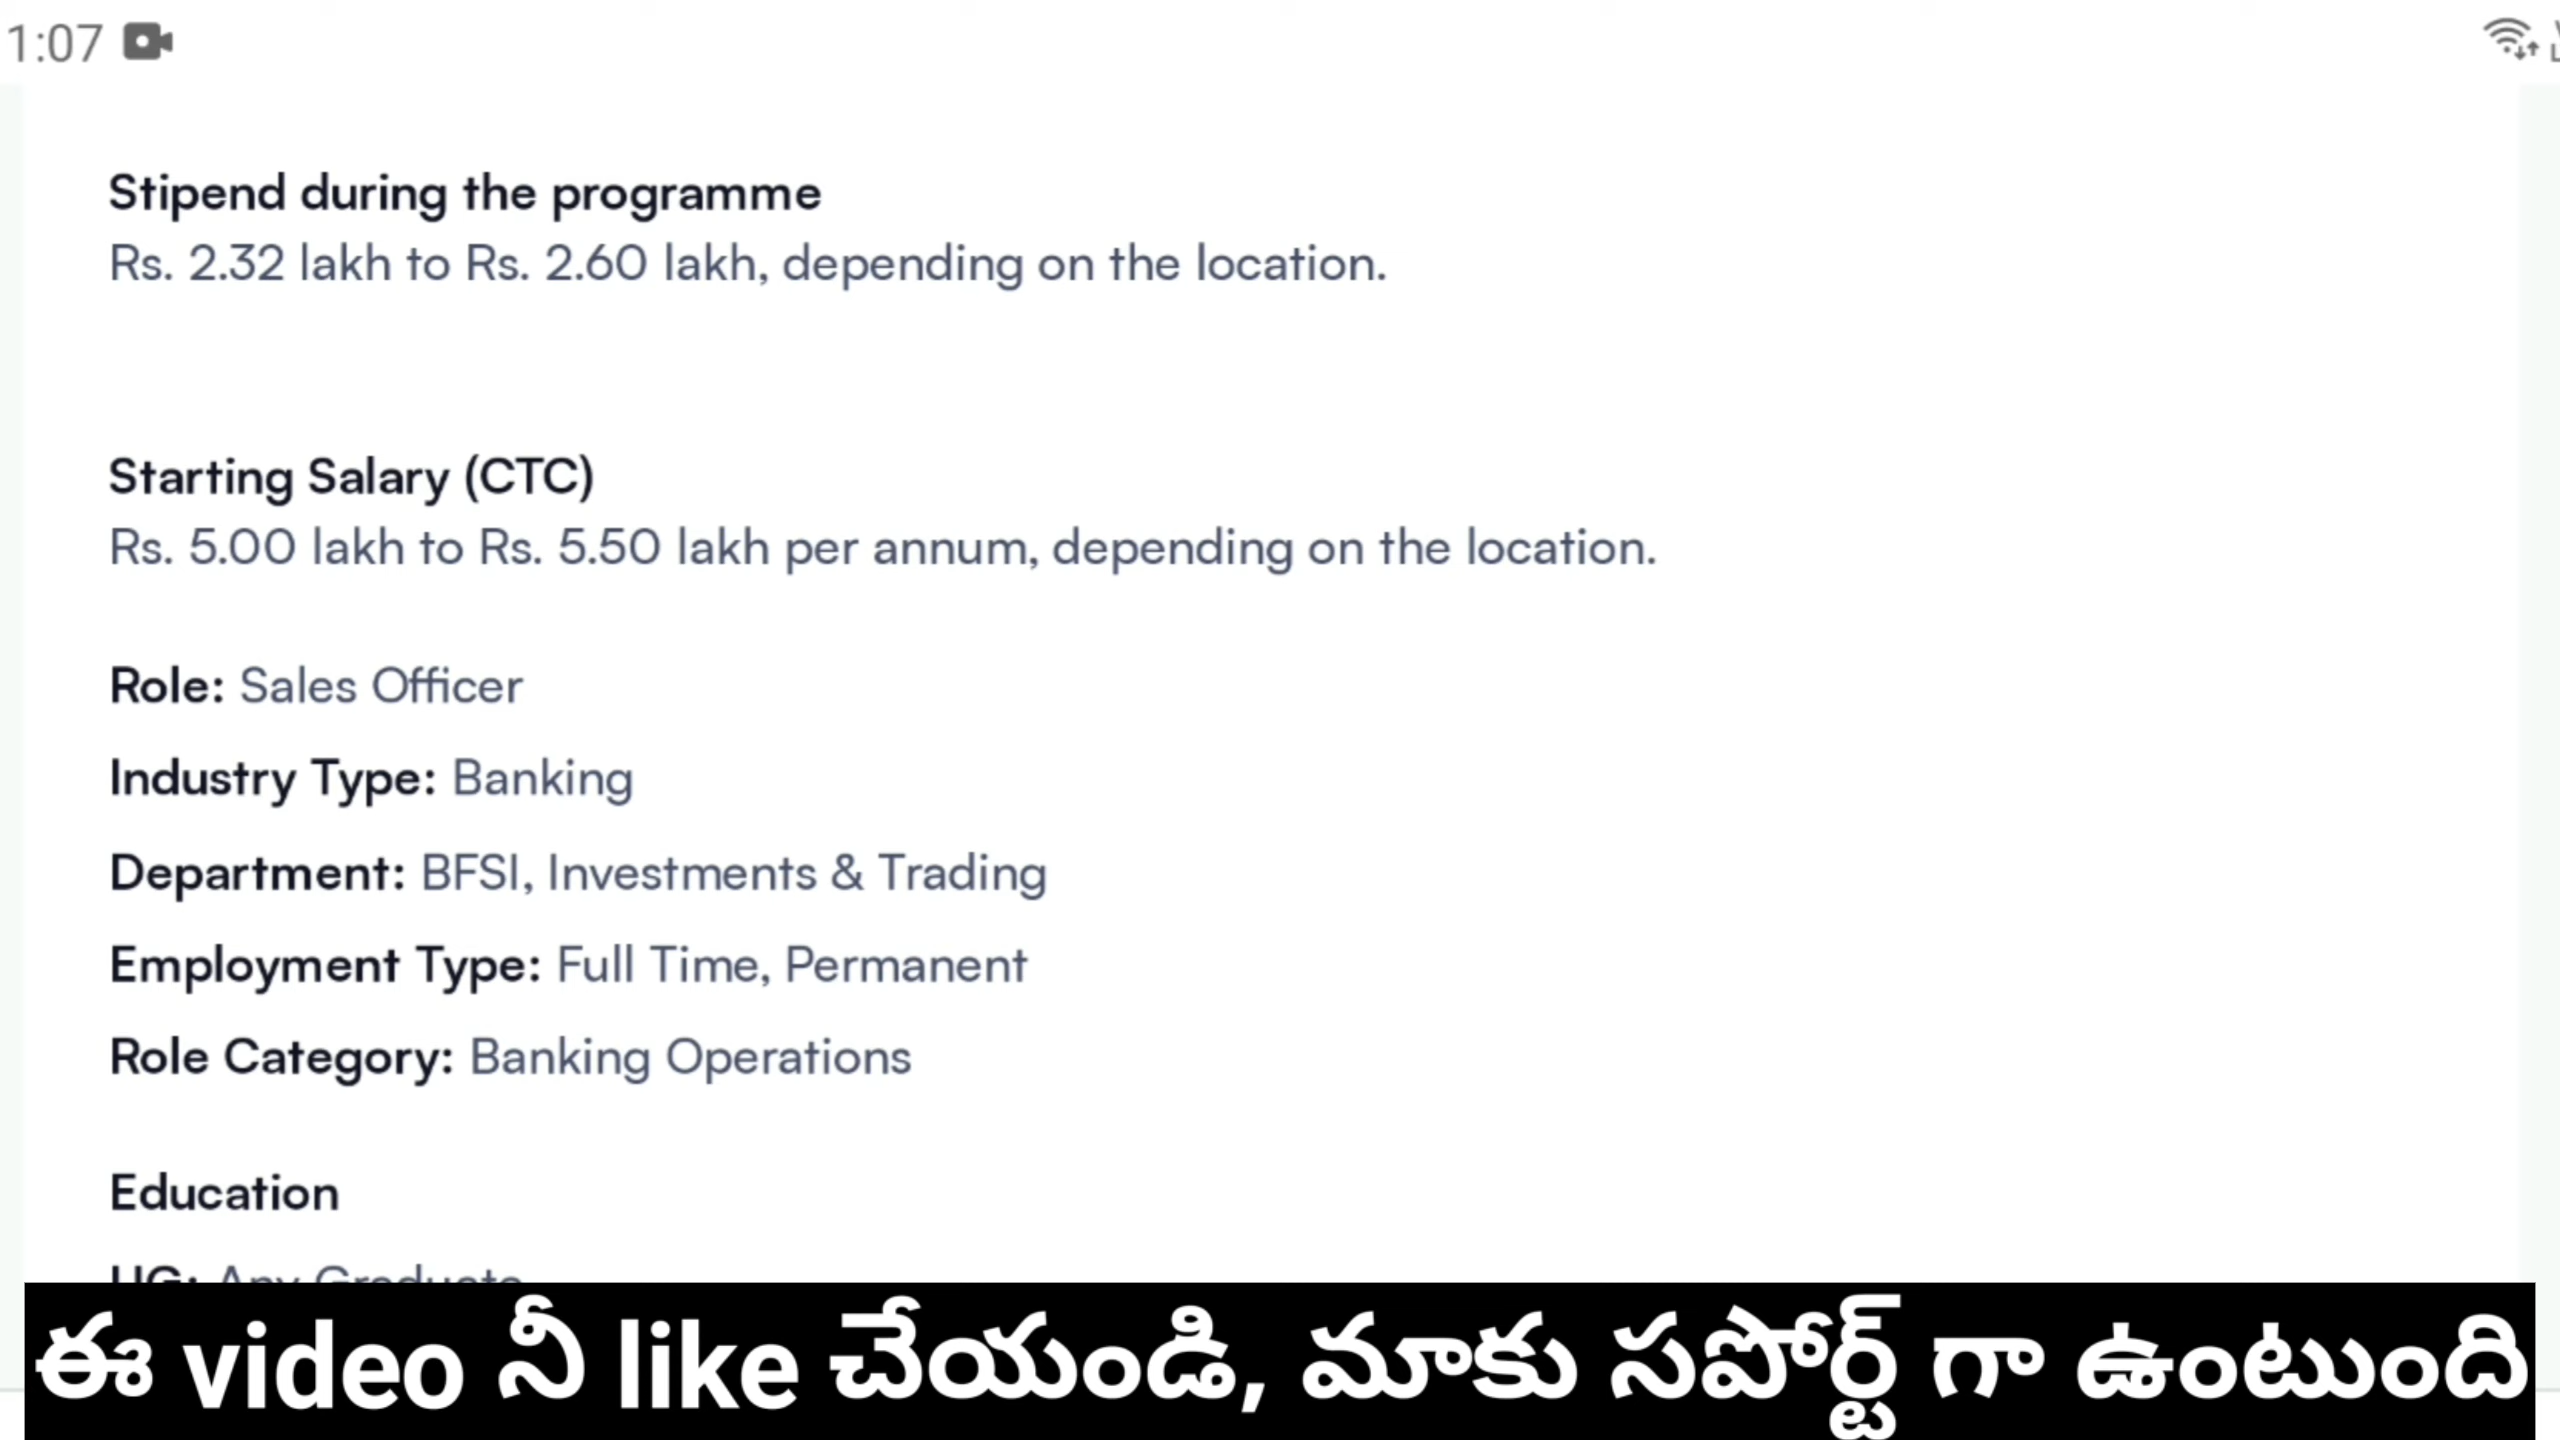 1:07
Stipend during the programme
Rs. 2.32 lakh to Rs. 2.60 lakh, depending on the location.
Starting Salary (CTC)
Rs. 5.00 lakh to Rs. 5.50 lakh per annum, depending on the location.
Role: Sales Officer
Industry Type: Banking
Department: BFSI, Investments & Trading
Employment Type: Full Time, Permanent
Role Category: Banking Operations
Education
UG: Any Graduate
ఈ video నీ like చేయండి, మాకు సపోర్ట్ గా ఉంటుంది